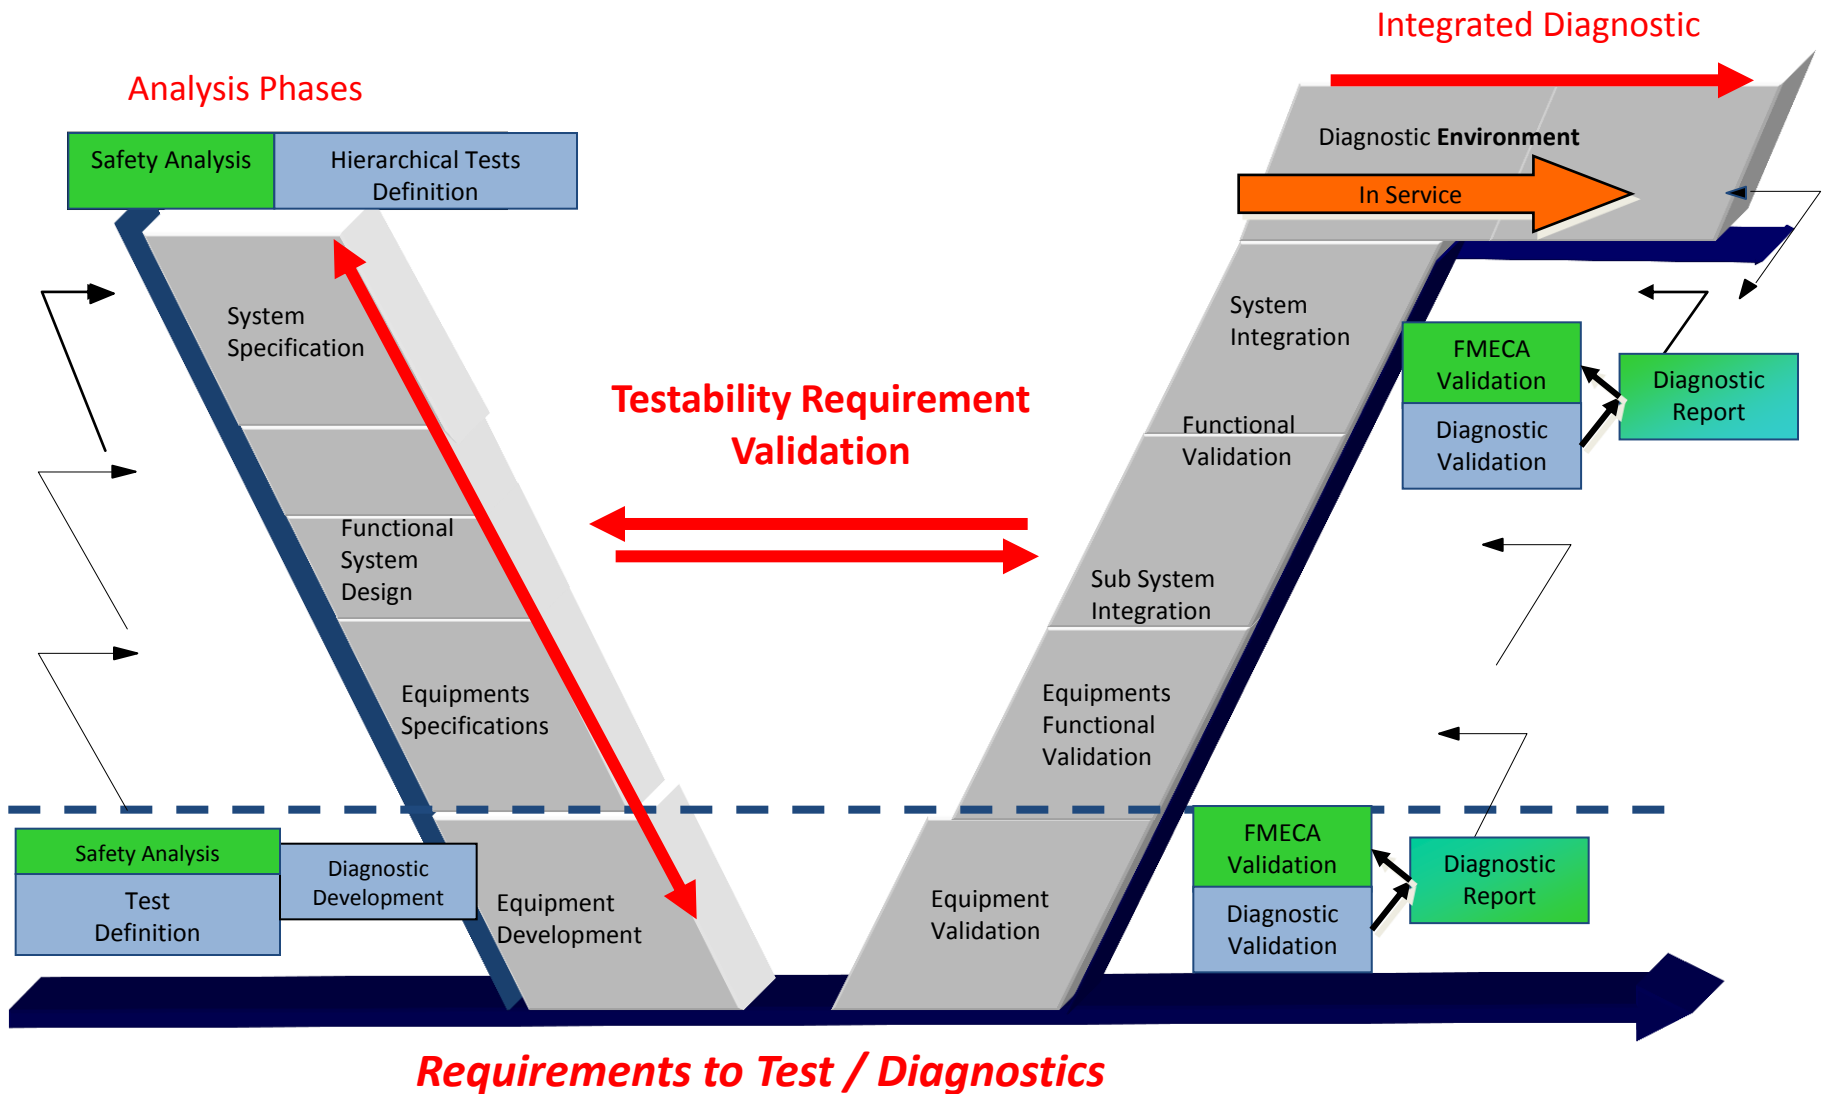 Integrated Diagnostic
Analysis Phases
Safety Analysis
Hierarchical Tests
Definition
Diagnostic Environment
In Service
System
Specification
System
Integration
FMECA
Validation
Diagnostic
Report
Diagnostic
Validation
Testability Requirement
Validation
Functional
Validation
Functional
System
Design
Sub System
Integration
Equipments
Specifications
Equipments
Functional
Validation
Safety Analysis
Test
Definition
Diagnostic
Development
Equipment
Development
Equipment
Validation
FMECA
Validation
Diagnostic
Validation
Diagnostic
Report
Requirements to Test / Diagnostics